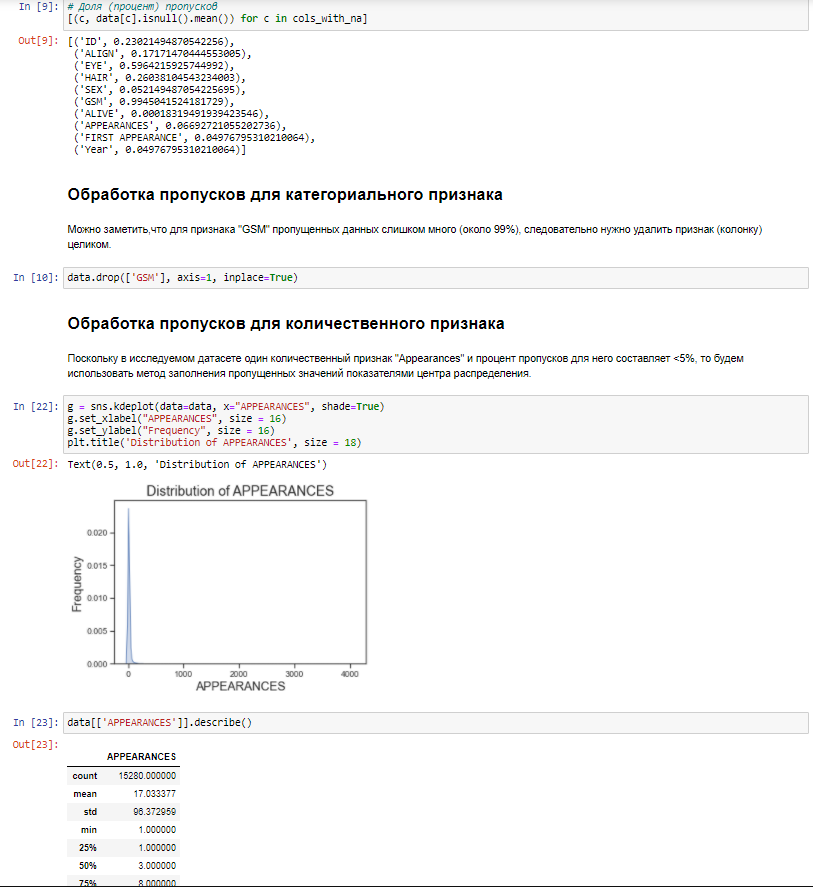 In [9]: # Доля (процент) пропусков
[(c, data[c].isnull().mean()) for c in cols_with_na]
Out[9]: [('ID', 0.23021494870542256),
('ALIGN', 0.17171470444553005),
('EYE', 0.5964215925744992),
('HAIR', 0.26038104543234003),
('SEX', 0.052149487054225695),
('GSM', 0.9945041524181729),
('ALIVE', 0.00018319491939423546),
('APPEARANCES', 0.06692721055202736),
('FIRST APPEARANCE', 0.04976795310210064),
('Year', 0.04976795310210064)]
Обработка пропусков для категориального признака
Можно заметить,что для признака "GSM" пропущенных данных слишком много (около 99%), следовательно нужно удалить признак (колонку)
целиком.
In [10]: data.drop(['GSM'], axis=1, inplace=True)
Обработка пропусков для количественного признака
Поскольку в исследуемом датасете один количественный признак "Appearances" и процент пропусков для него составляет <5%, то будем
использовать метод заполнения пропущенных значений показателями центра распределения.
In [22]: g = sns.kdeplot(data=data, x="APPEARANCES", shade=True)
g.set_xlabel("APPEARANCES", size = 16)
g.set_ylabel("Frequency", size = 16)
plt.title('Distribution of APPEARANCES', size = 18)
Out[22]: Text(0.5, 1.0, 'Distribution of APPEARANCES')
Distribution of APPEARANCES
Frequency
0.020
0.015
0.010
0.005
0.000
0 1000 2000 3000 4000
APPEARANCES
In [23]: data[['APPEARANCES']].describe()
Out[23]:
APPEARANCES
count 15280.000000
mean 17.033377
std 96.372959
min 1.000000
25% 1.000000
50% 3.000000
75% 8.000000